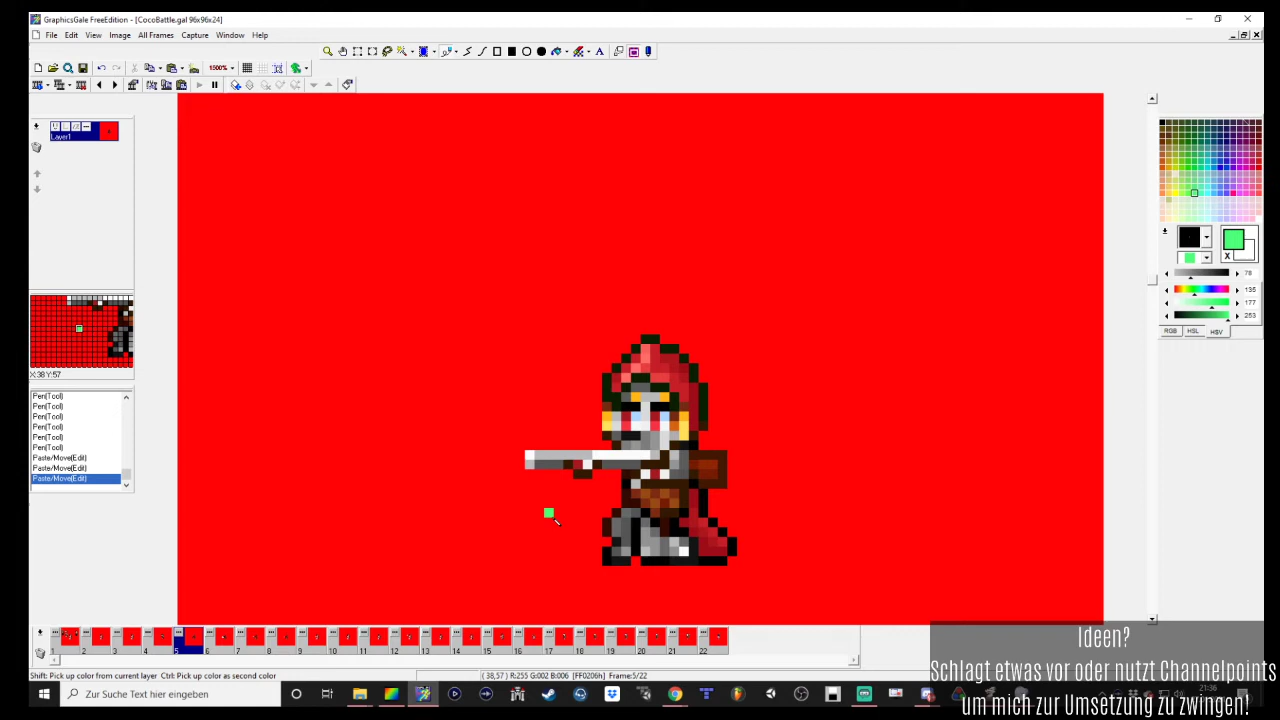 GraphicsGale FreeEdition - [CocoBattle.gal 96x96x24]
File Edit View Image All Frames Capture Window Help
1500%
Layer1
78
135
177
253
RGB HSL HSV
X:38 Y:57
Pen(Tool)
Pen(Tool)
Pen(Tool)
Pen(Tool)
Pen(Tool)
Pen(Tool)
Paste/Move(Edit)
Paste/Move(Edit)
Paste/Move(Edit)
1 2 3 4 5 6 7 8 9 10 11 12 13 14 15 16 17 18 19 20 21 22
Shift: Pick up color from current layer Ctrl: Pick up color as second color
( 38,57 ) R:255 G:002 B:006 [FF0206h] Frame:5/22
Zur Suche Text hier eingeben
21:36
Ideen?
Schlagt etwas vor oder nutzt Channelpoints
um mich zur Umsetzung zu zwingen!